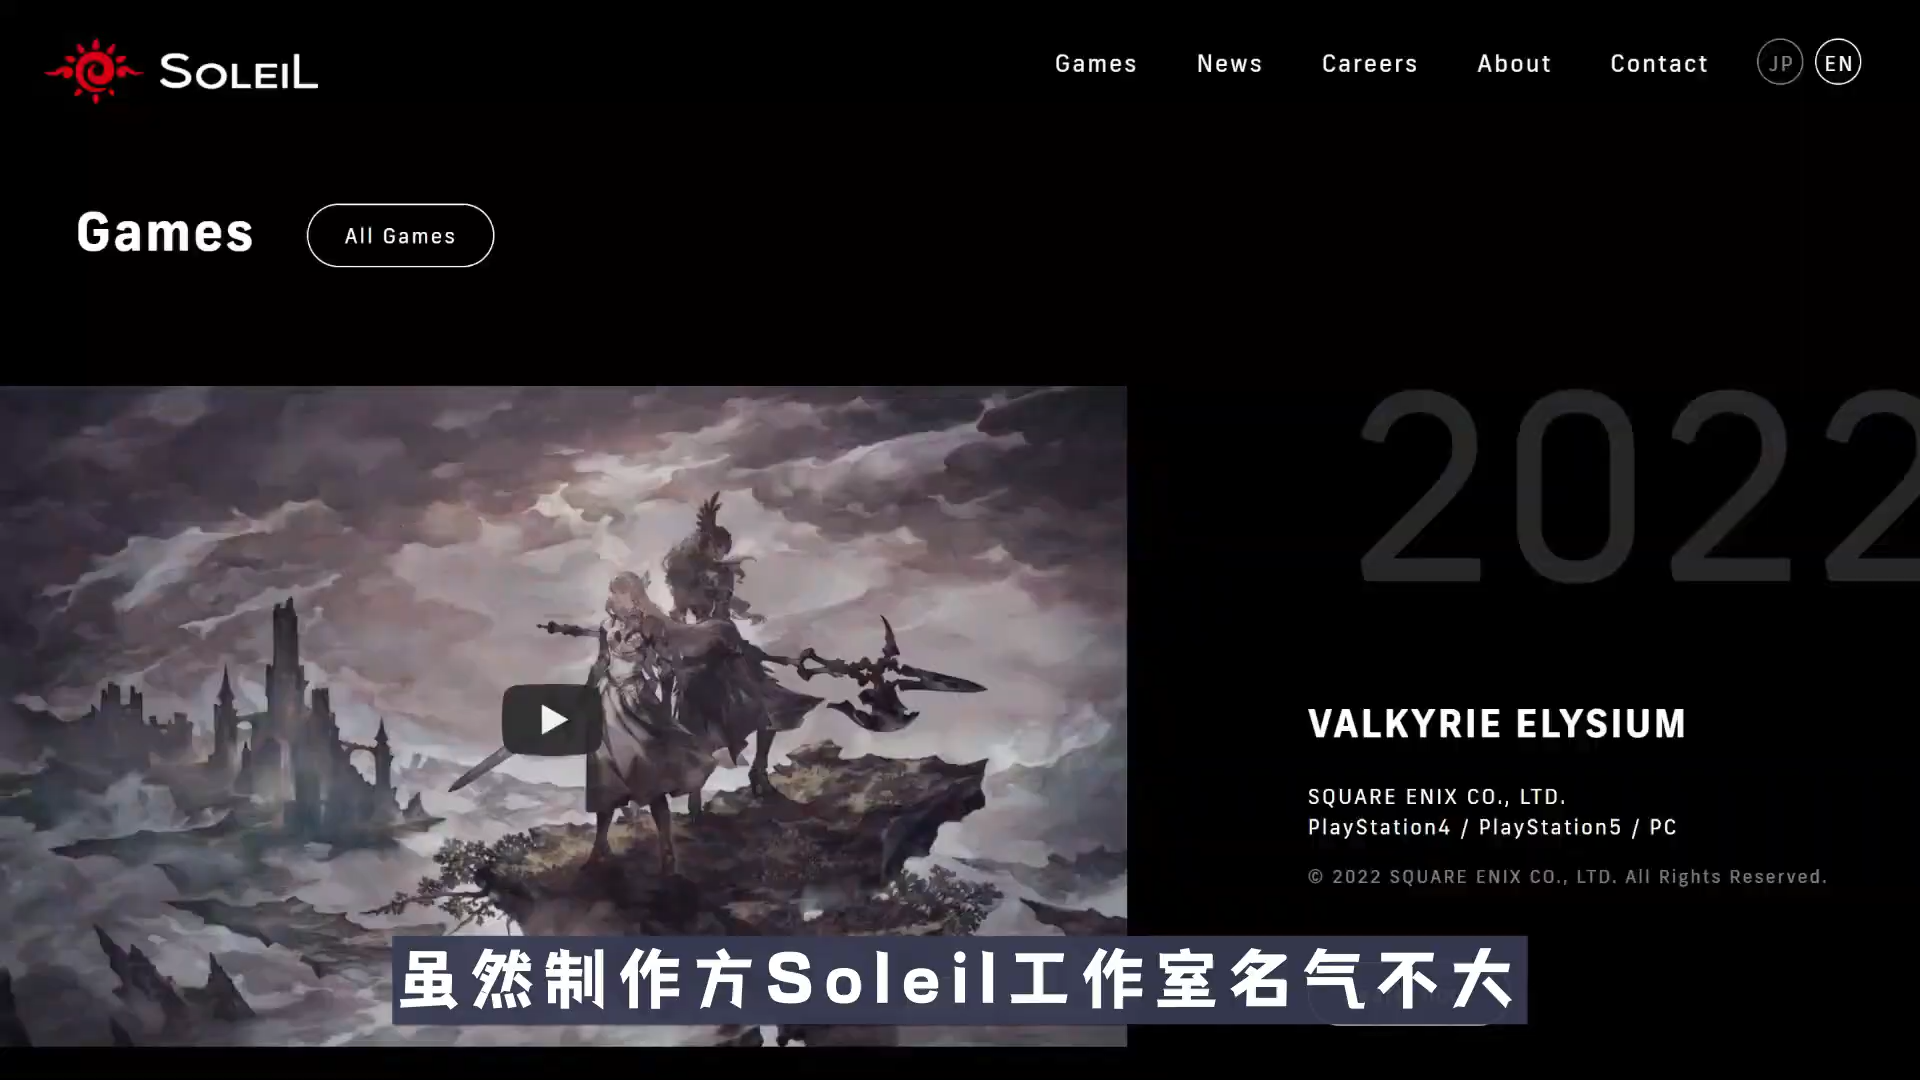 SOLEIL
Games News Careers About Contact JP EN
Games All Games
2022
VALKYRIE ELYSIUM
SQUARE ENIX CO., LTD.
PlayStation4 / PlayStation5 / PC
© 2022 SQUARE ENIX CO., LTD. All Rights Reserved.
虽然制作方Soleil工作室名气不大